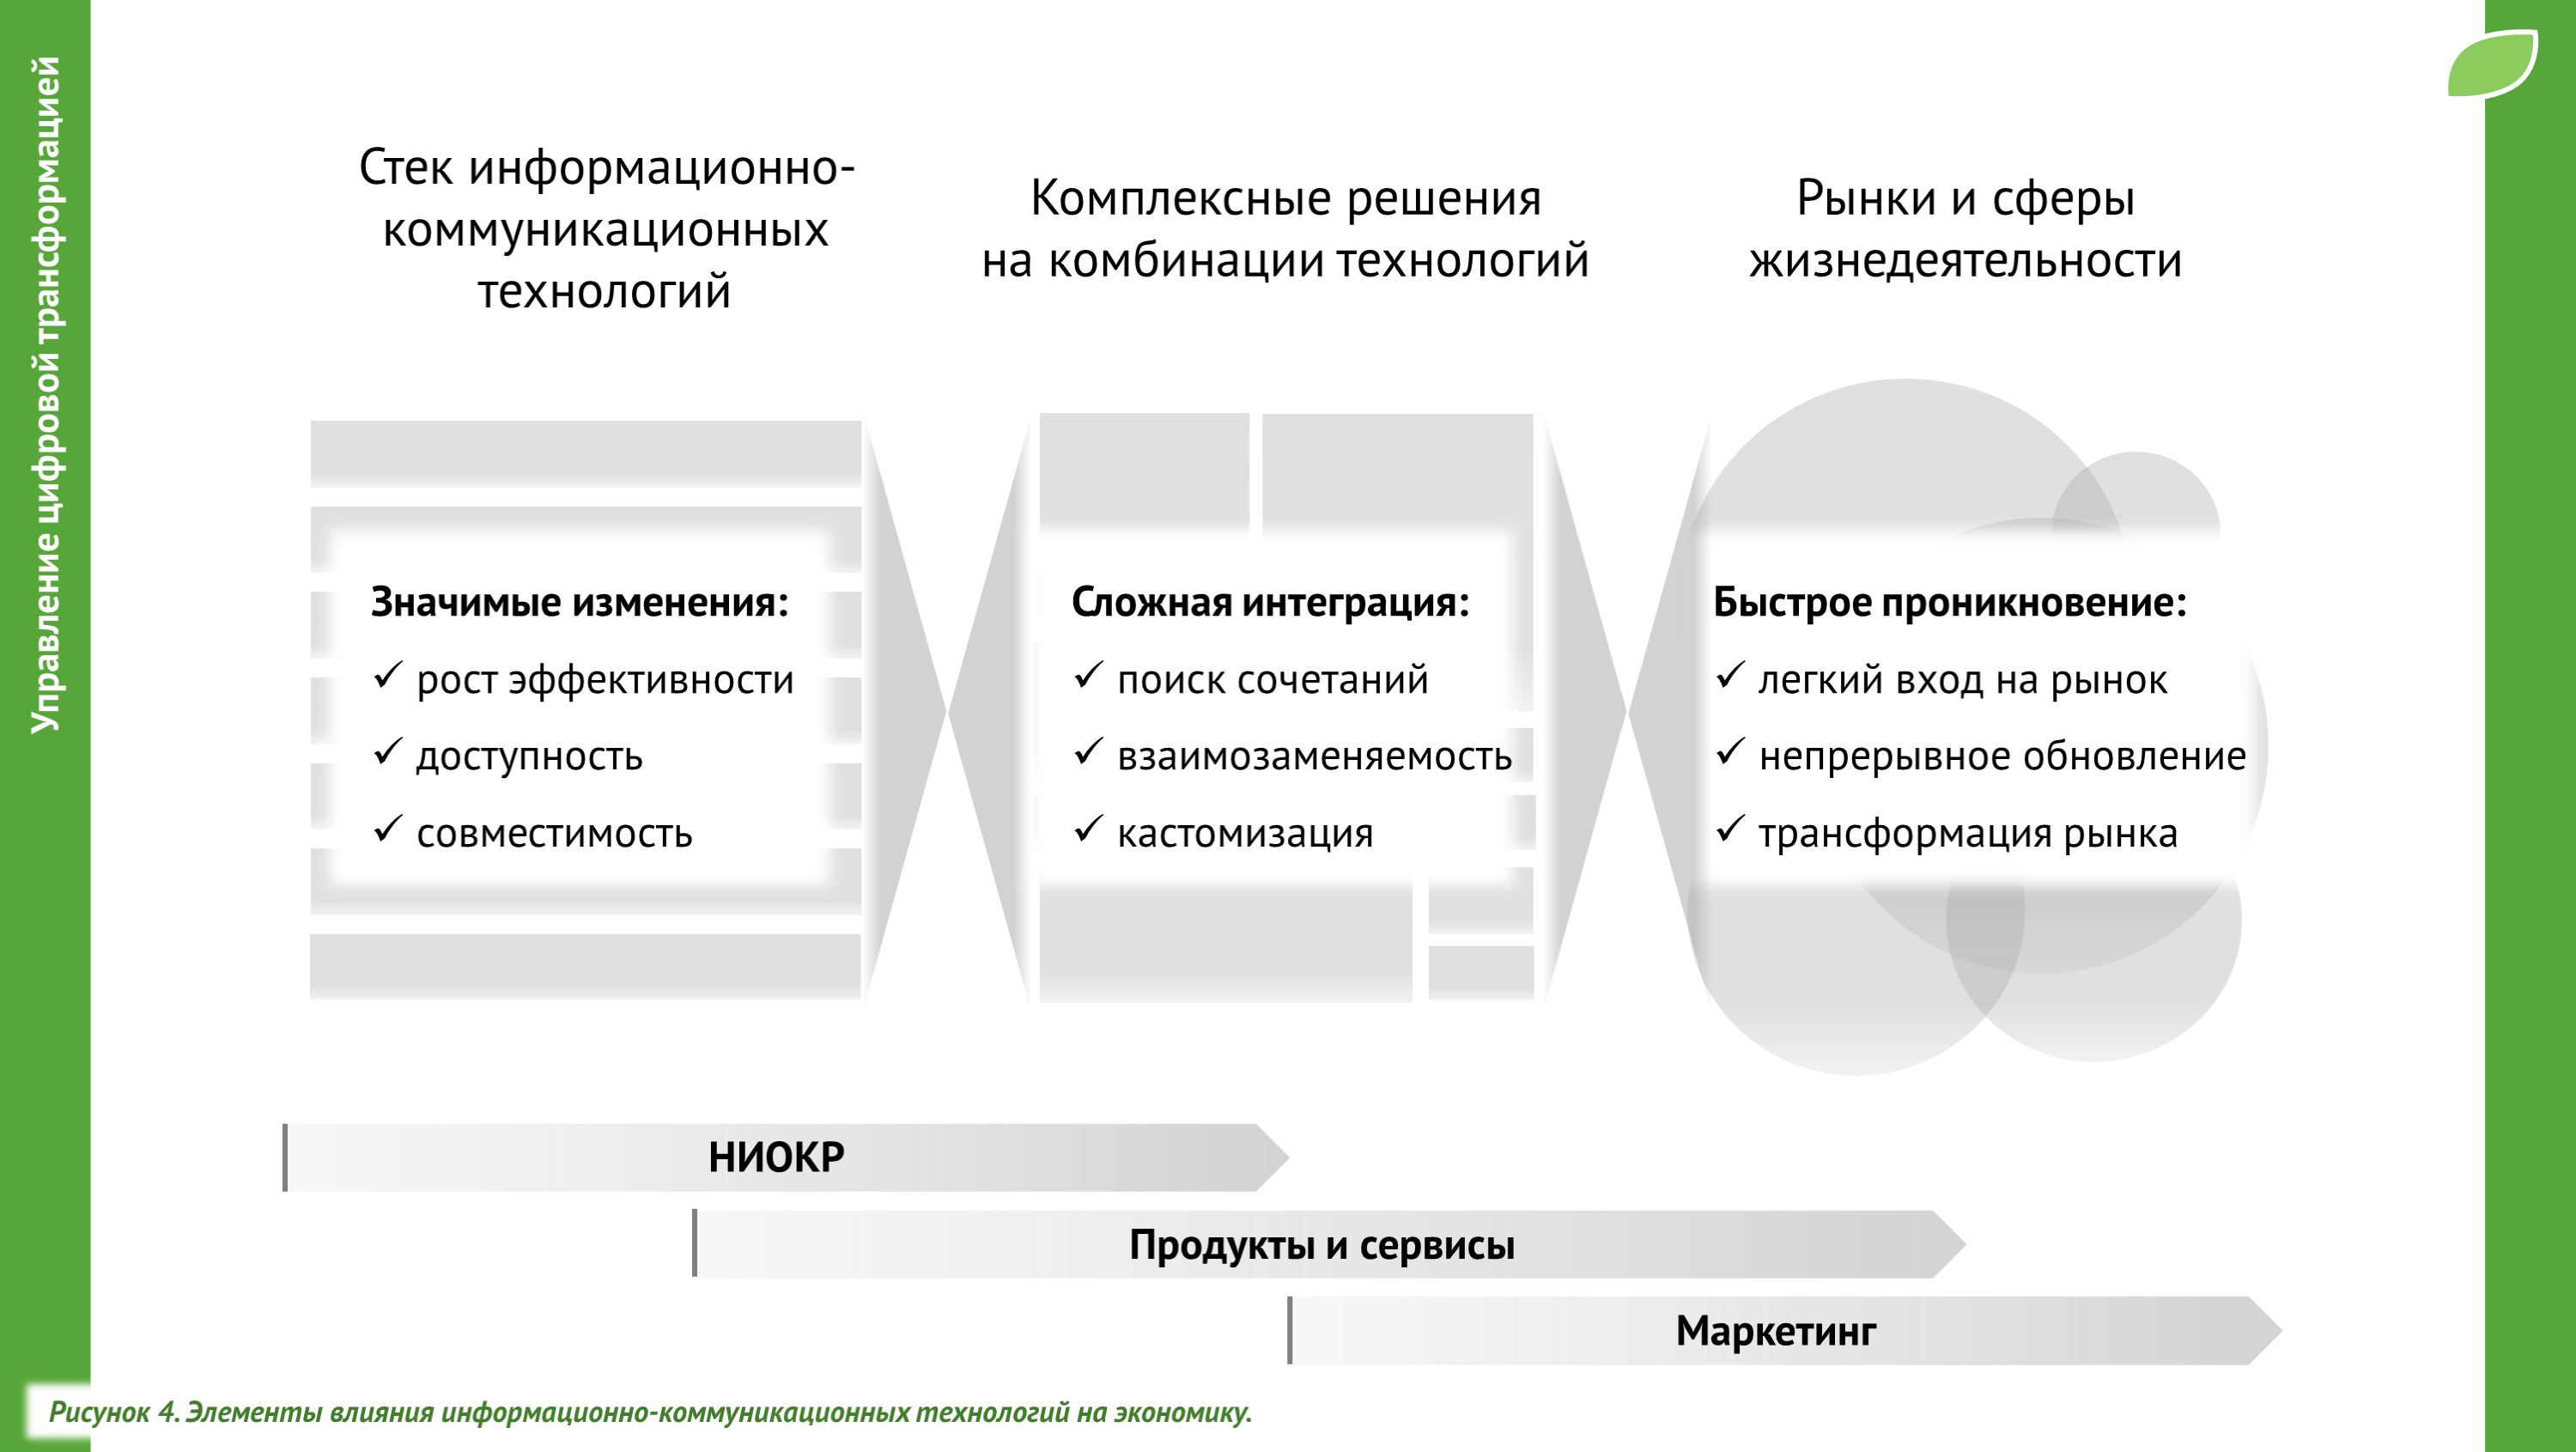 Управление цифровой трансформацией
Стек информационно-
коммуникационных
технологий
Комплексные решения
на комбинации технологий
Рынки и сферы
жизнедеятельности
Значимые изменения:
✓ рост эффективности
✓ доступность
✓ совместимость
Сложная интеграция:
✓ поиск сочетаний
✓ взаимозаменяемость
✓ кастомизация
Быстрое проникновение:
✓ легкий вход на рынок
✓ непрерывное обновление
✓ трансформация рынка
НИОКР
Продукты и сервисы
Маркетинг
Рисунок 4. Элементы влияния информационно-коммуникационных технологий на экономику.